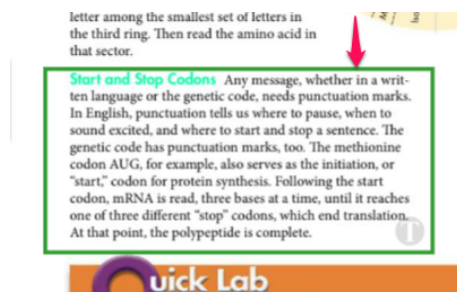 letter among the smallest set of letters in
the third ring. Then read the amino acid in
that sector.
Start and Stop Codons Any message, whether in a writ-
ten language or the genetic code, needs punctuation marks.
In English, punctuation tells us where to pause, when to
sound excited, and where to start and stop a sentence. The
genetic code has punctuation marks, too. The methionine
codon AUG, for example, also serves as the initiation, or
“start,” codon for protein synthesis. Following the start
codon, mRNA is read, three bases at a time, until it reaches
one of three different “stop” codons, which end translation.
At that point, the polypeptide is complete.
T
Quick Lab